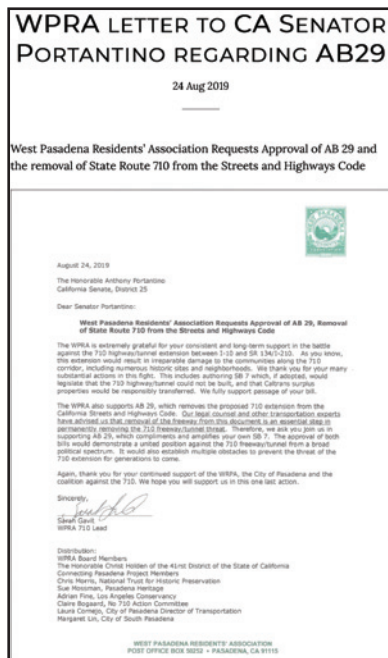 WPRA LETTER TO CA SENATOR
PORTANTINO REGARDING AB29
24 Aug 2019
West Pasadena Residents' Association Requests Approval of AB 29 and
the removal of State Route 710 from the Streets and Highways Code
August 24, 2019
The Honorable Anthony Portantino
California Senate, District 25
Dear Senator Portantino:
West Pasadena Residents' Association Requests Approval of AB 29, Removal
of State Route 710 from the Streets and Highways Code
The WPRA is extremely grateful for your consistent and long-term support in the battle
against the 710 highway/tunnel extension between I-10 and SR 134/I-210. As you know,
this extension would result in irreparable damage to the communities along the 710
corridor, including numerous historic sites and neighborhoods. We thank you for your many
substantial actions in this fight. This includes authoring SB 7 which, if adopted, would
legislate that the 710 highway/tunnel could not be built, and that Caltrans surplus
properties would be responsibly transferred. We fully support passage of your bill.
The WPRA also supports AB 29, which removes the proposed 710 extension from the
California Streets and Highways Code. Our legal counsel and other transportation experts
have advised us that removal of the freeway from this document is an essential step in
permanently removing the 710 freeway/tunnel threat. Therefore, we ask you join us in
supporting AB 29, which compliments and amplifies your own SB 7. The approval of both
bills would demonstrate a united position against the 710 freeway/tunnel from a broad
political spectrum. It would also establish multiple obstacles to prevent the threat of the
710 extension for generations to come.
Again, thank you for your continued support of the WRPA, the City of Pasadena and the
coalition against the 710. We hope you will support us in this one last action.
Sincerely,
Sarah Gavit
WPRA 710 Lead
Distribution:
WPRA Board Members
The Honorable Christ Holden of the 41rst District of the State of California
Connecting Pasadena Project Members
Chris Morris, National Trust for Historic Preservation
Sue Mossman, Pasadena Heritage
Adrian Fine, Los Angeles Conservancy
Claire Bogaard, No 710 Action Committee
Laura Cornejo, City of Pasadena Director of Transportation
Margaret Lin, City of South Pasadena
WEST PASADENA RESIDENTS' ASSOCIATION
POST OFFICE BOX 50252 • PASADENA, CA 91115